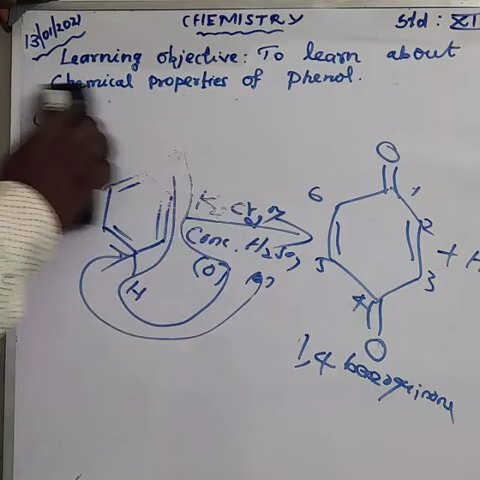 13/01/2021
CHEMISTRY
Std : XI
Learning objective: To learn about
Chemical properties of phenol.
O
6
1
K2Cr2O7
2
Conc. H2SO4
+ H
5
3
(O)
4
H
O
1,4 benzoquinone